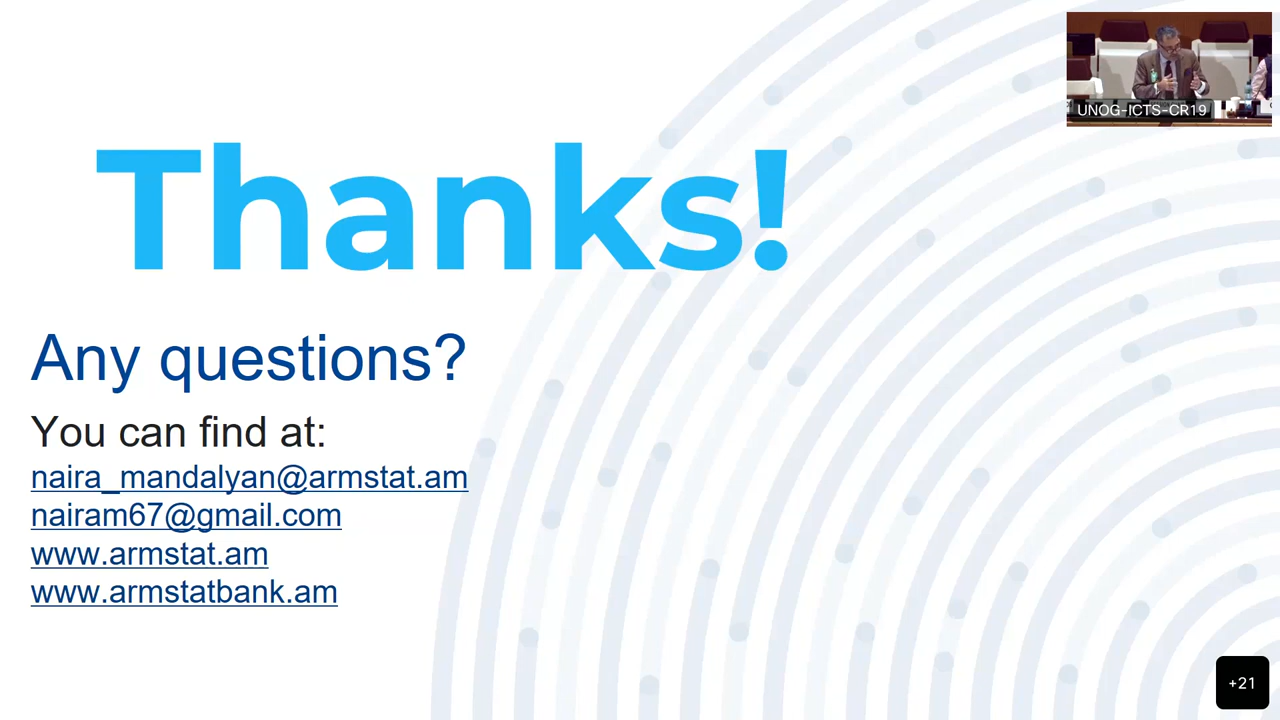 UNOG-ICTS-CR19
Thanks!
Any questions?
You can find at:
naira_mandalyan@armstat.am
nairam67@gmail.com
www.armstat.am
www.armstatbank.am
+21